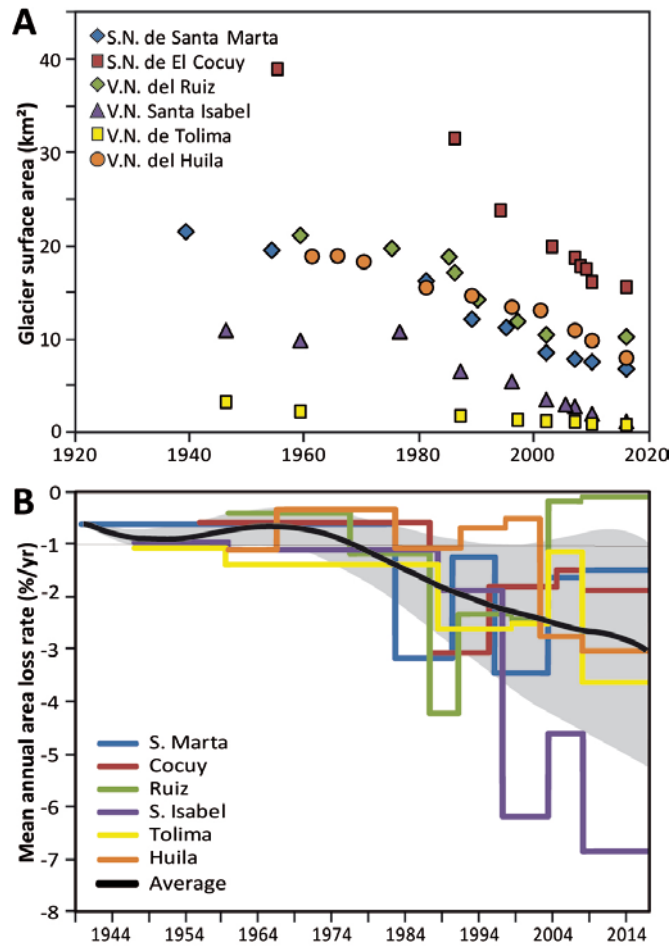 A
S.N. de Santa Marta
S.N. de El Cocuy
V.N. del Ruiz
V.N. Santa Isabel
V.N. de Tolima
V.N. del Huila
Glacier surface area (km²)
40
30
20
10
0
1920 1940 1960 1980 2000 2020
B
Mean annual area loss rate (%/yr)
0
-1
-2
-3
-4
-5
-6
-7
-8
S. Marta
Cocuy
Ruiz
S. Isabel
Tolima
Huila
Average
1944 1954 1964 1974 1984 1994 2004 2014